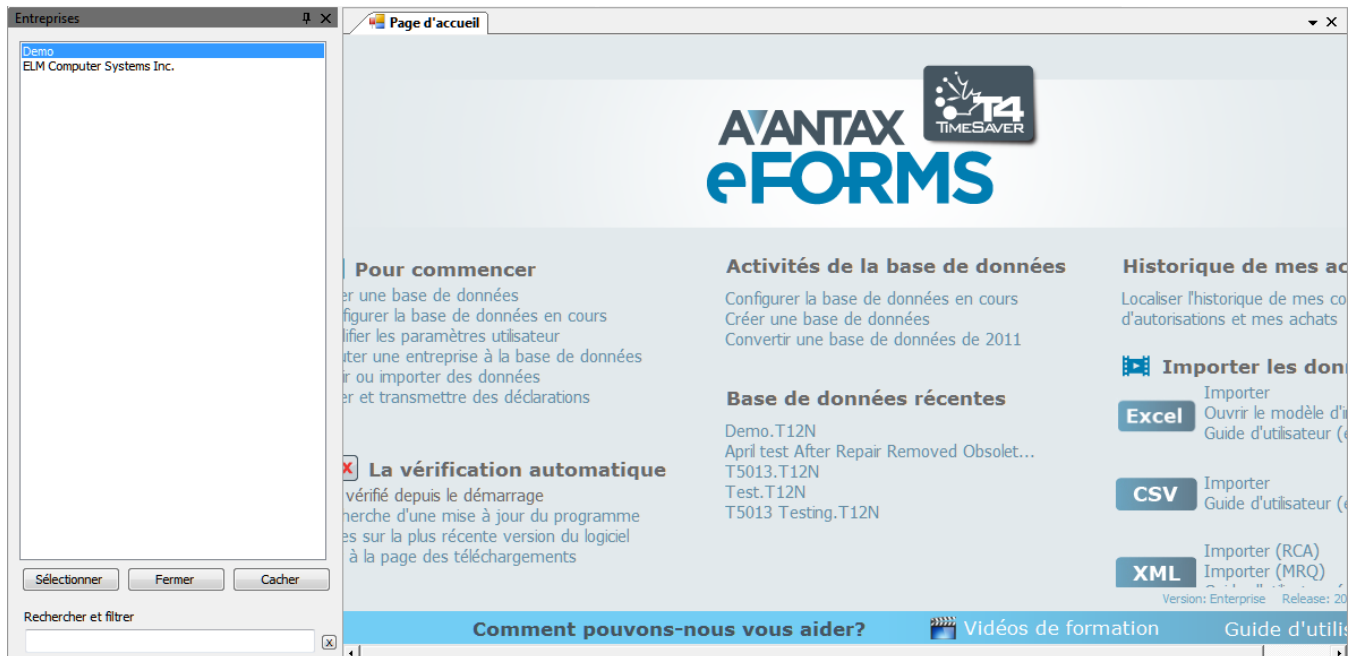 Entreprises
Demo
ELM Computer Systems Inc.
Sélectionner Fermer Cacher
Rechercher et filtrer
x
Page d'accueil
AVANTAX
eFORMS
T4
TIMESAVER
Pour commencer
er une base de données
figurer la base de données en cours
difier les paramètres utilisateur
uter une entreprise à la base de données
ir ou importer des données
er et transmettre des déclarations
La vérification automatique
vérifié depuis le démarrage
herche d'une mise à jour du programme
es sur la plus récente version du logiciel
à la page des téléchargements
Activités de la base de données
Configurer la base de données en cours
Créer une base de données
Convertir une base de données de 2011
Base de données récentes
Demo.T12N
April test After Repair Removed Obsolet...
T5013.T12N
Test.T12N
T5013 Testing.T12N
Historique de mes ac
Localiser l'historique de mes co
d'autorisations et mes achats
Importer les don
Excel
Importer
Ouvrir le modèle d'i
Guide d'utilisateur (
CSV
Importer
Guide d'utilisateur (
XML
Importer (RCA)
Importer (MRQ)
Version: Enterprise Release: 20
Comment pouvons-nous vous aider? Vidéos de formation Guide d'utilis